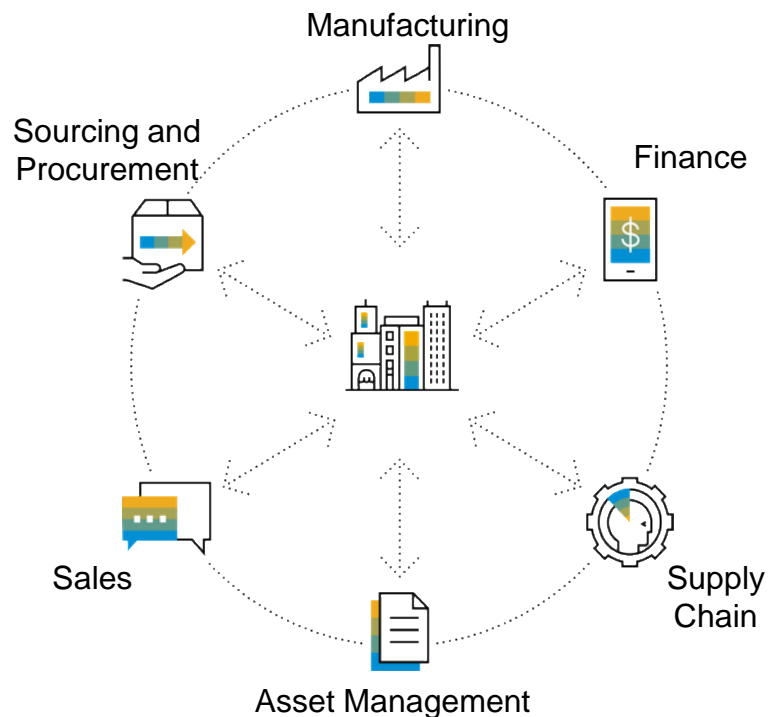 Manufacturing
Sourcing and
Procurement
Finance
$
Sales
Supply
Chain
Asset Management